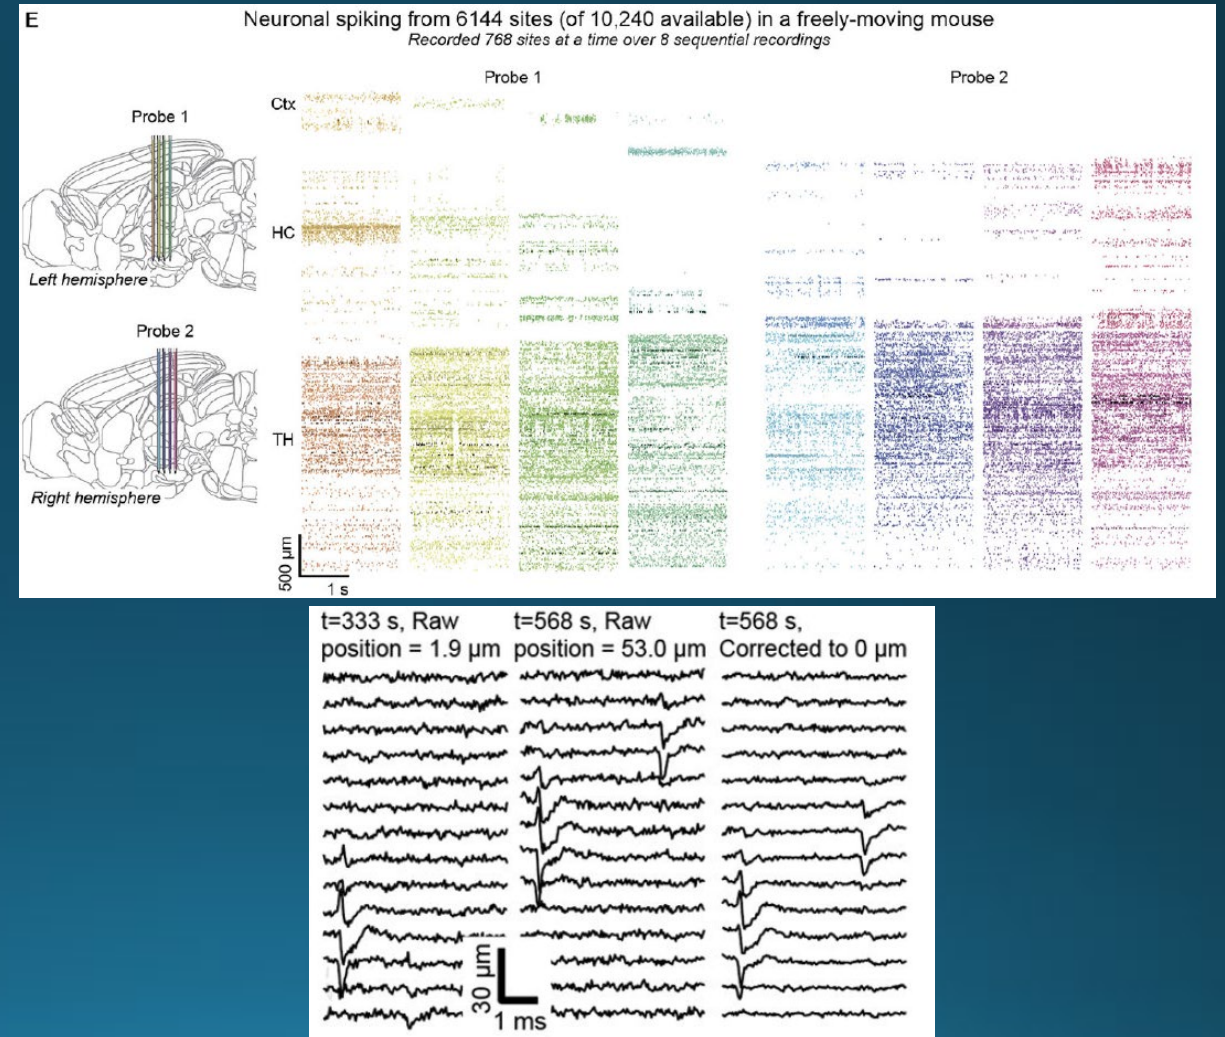 E
Neuronal spiking from 6144 sites (of 10,240 available) in a freely-moving mouse
Recorded 768 sites at a time over 8 sequential recordings
Probe 1
Probe 2
Ctx
Probe 1
HC
Left hemisphere
Probe 2
TH
Right hemisphere
500 µm
1 s
t=333 s, Raw
position = 1.9 µm
t=568 s, Raw
position = 53.0 µm
t=568 s,
Corrected to 0 µm
30 µm
1 ms